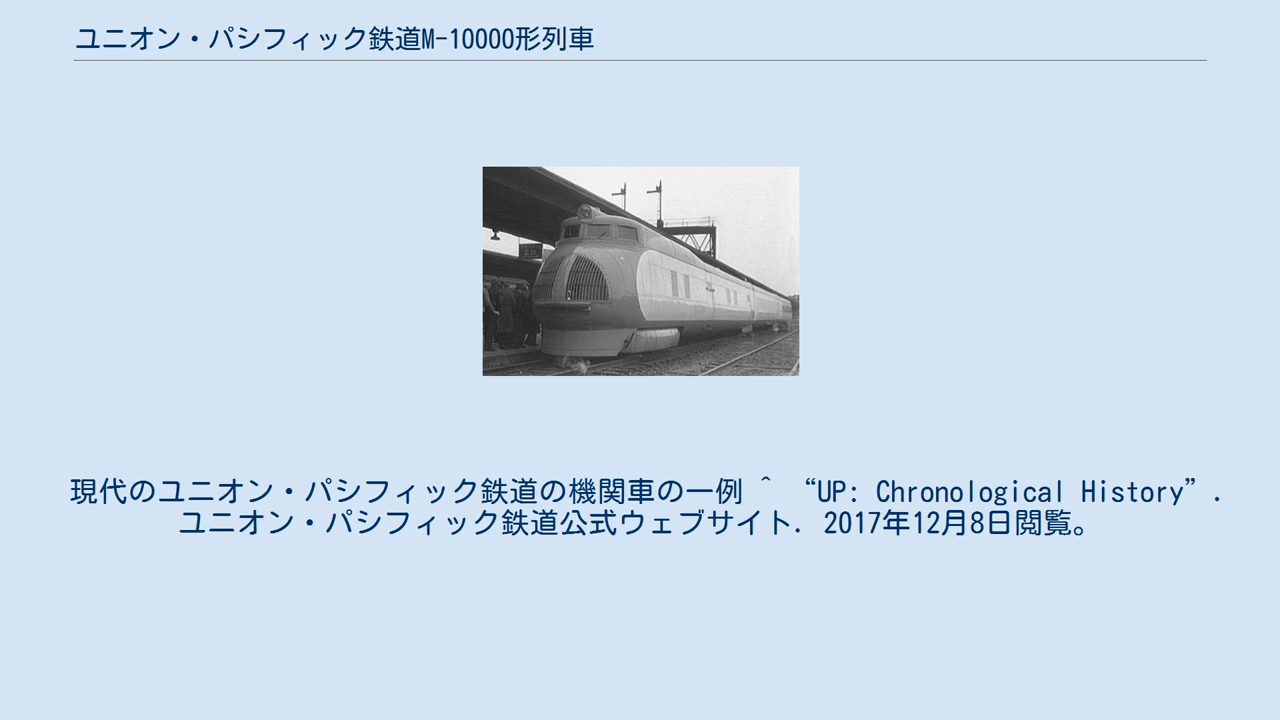 ユニオン・パシフィック鉄道M-10000形列車
現代のユニオン・パシフィック鉄道の機関車の一例 ^ “UP: Chronological History”.
ユニオン・パシフィック鉄道公式ウェブサイト. 2017年12月8日閲覧。